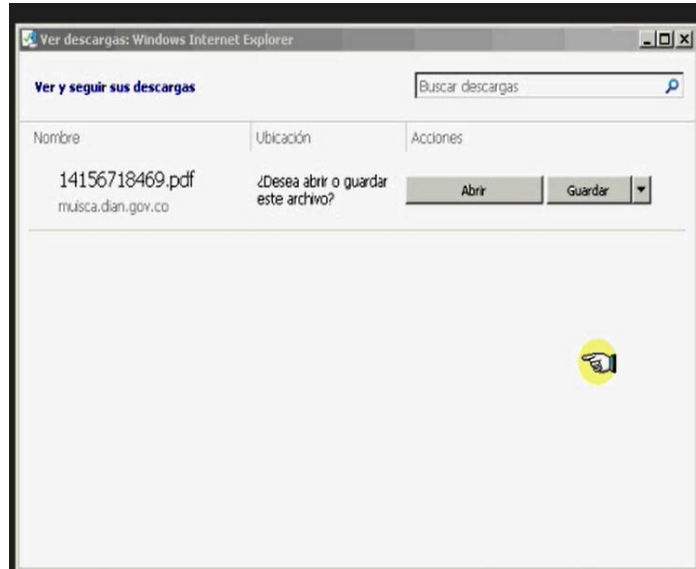 Ver descargas: Windows Internet Explorer
Ver y seguir sus descargas
Buscar descargas
Nombre
Ubicación
Acciones
14156718469.pdf
muisca.dian.gov.co
¿Desea abrir o guardar
este archivo?
Abrir
Guardar